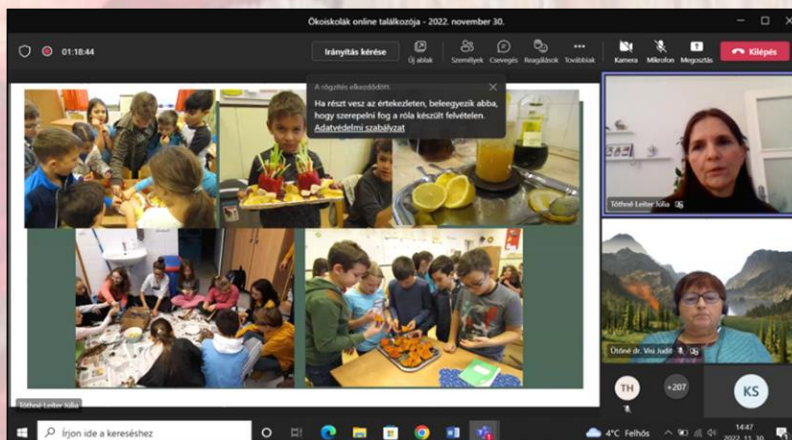 Ökoiskolák online találkozója - 2022. november 30.
01:18:44
Irányítás kérése
Új ablak
Személyek
Csevegés
Reagálások
Továbbiak
Kamera
Mikrofon
Megosztás
Kilépés
A rögzítés elkezdődött.
Ha részt vesz az értekezleten, beleegyezik abba,
hogy szerepelni fog a róla készült felvételen.
Adatvédelmi szabályzat
Tóthné Leiter Júlia
Ütőné dr. Visi Judit
TH
+207
KS
Tóthné Leiter Júlia
Írjon ide a kereséshez
4°C Felhős
14:47
2022. 11. 30.